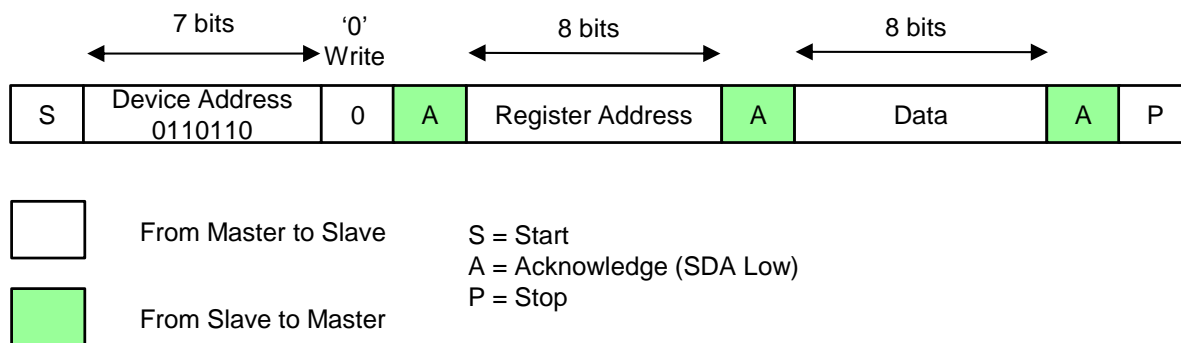 7 bits
‘0’
Write
8 bits
8 bits
S
Device Address
0110110
0
A
Register Address
A
Data
A
P
From Master to Slave
From Slave to Master
S = Start
A = Acknowledge (SDA Low)
P = Stop